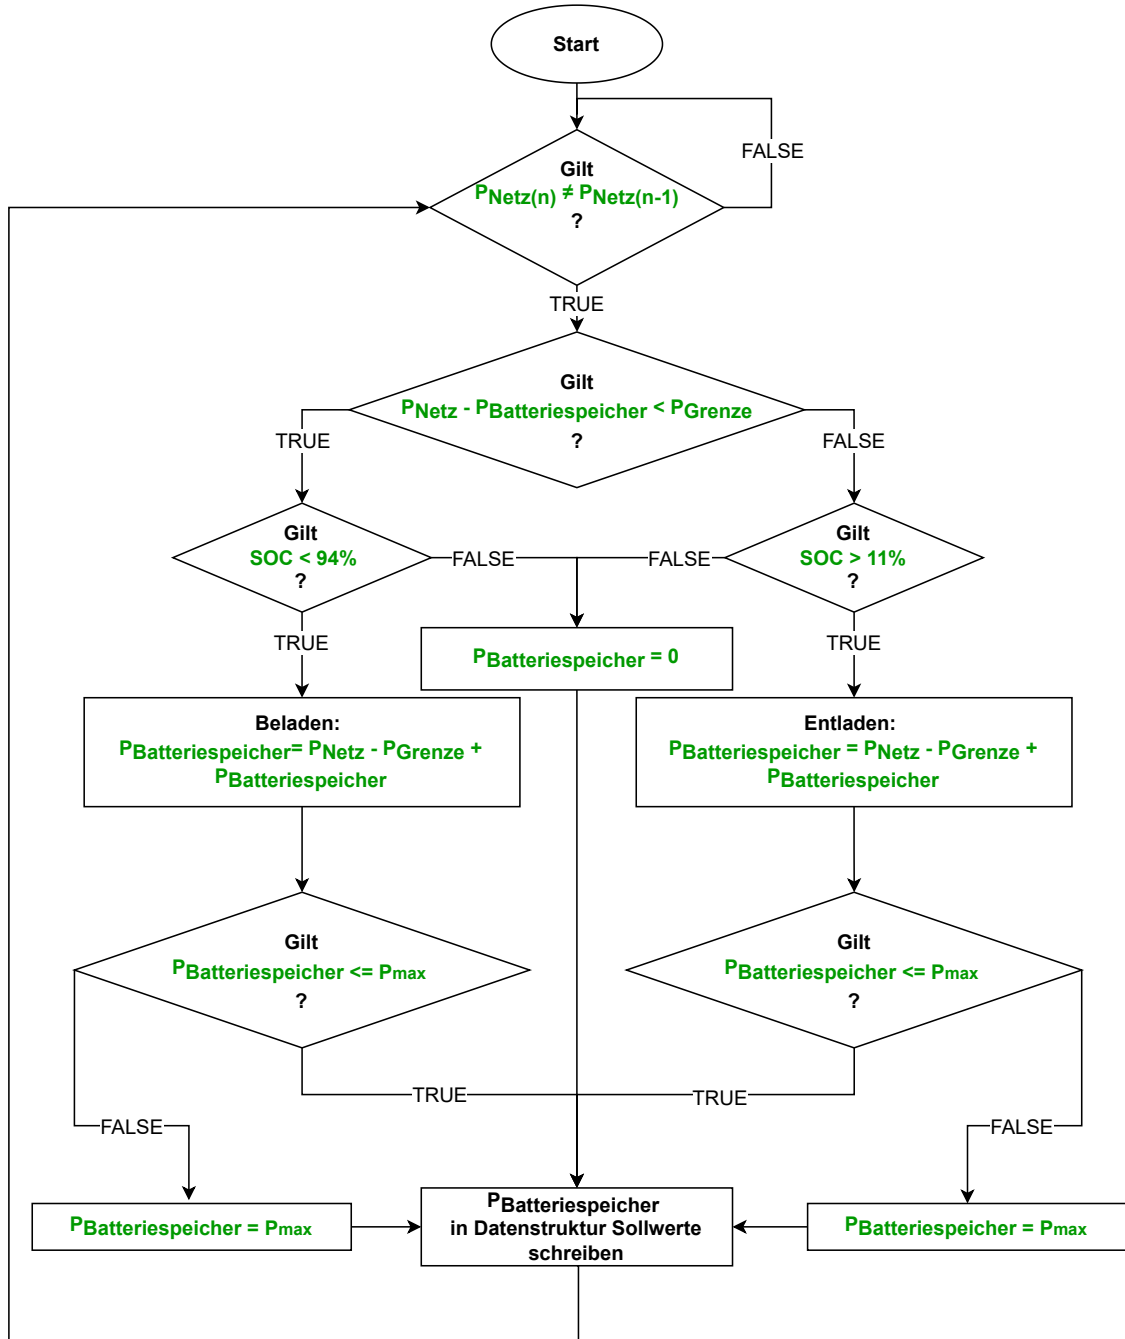 Start
FALSE
Gilt
PNetz(n) ≠ PNetz(n-1)
?
TRUE
Gilt
PNetz - PBatteriespeicher < PGrenze
?
TRUE
FALSE
Gilt
SOC < 94%
?
FALSE
FALSE
Gilt
SOC > 11%
?
TRUE
TRUE
PBatteriespeicher = 0
Beladen:
PBatteriespeicher= PNetz - PGrenze +
PBatteriespeicher
Entladen:
PBatteriespeicher = PNetz - PGrenze +
PBatteriespeicher
Gilt
PBatteriespeicher <= Pmax
?
Gilt
PBatteriespeicher <= Pmax
?
TRUE
TRUE
FALSE
FALSE
PBatteriespeicher = Pmax
PBatteriespeicher
in Datenstruktur Sollwerte
schreiben
PBatteriespeicher = Pmax